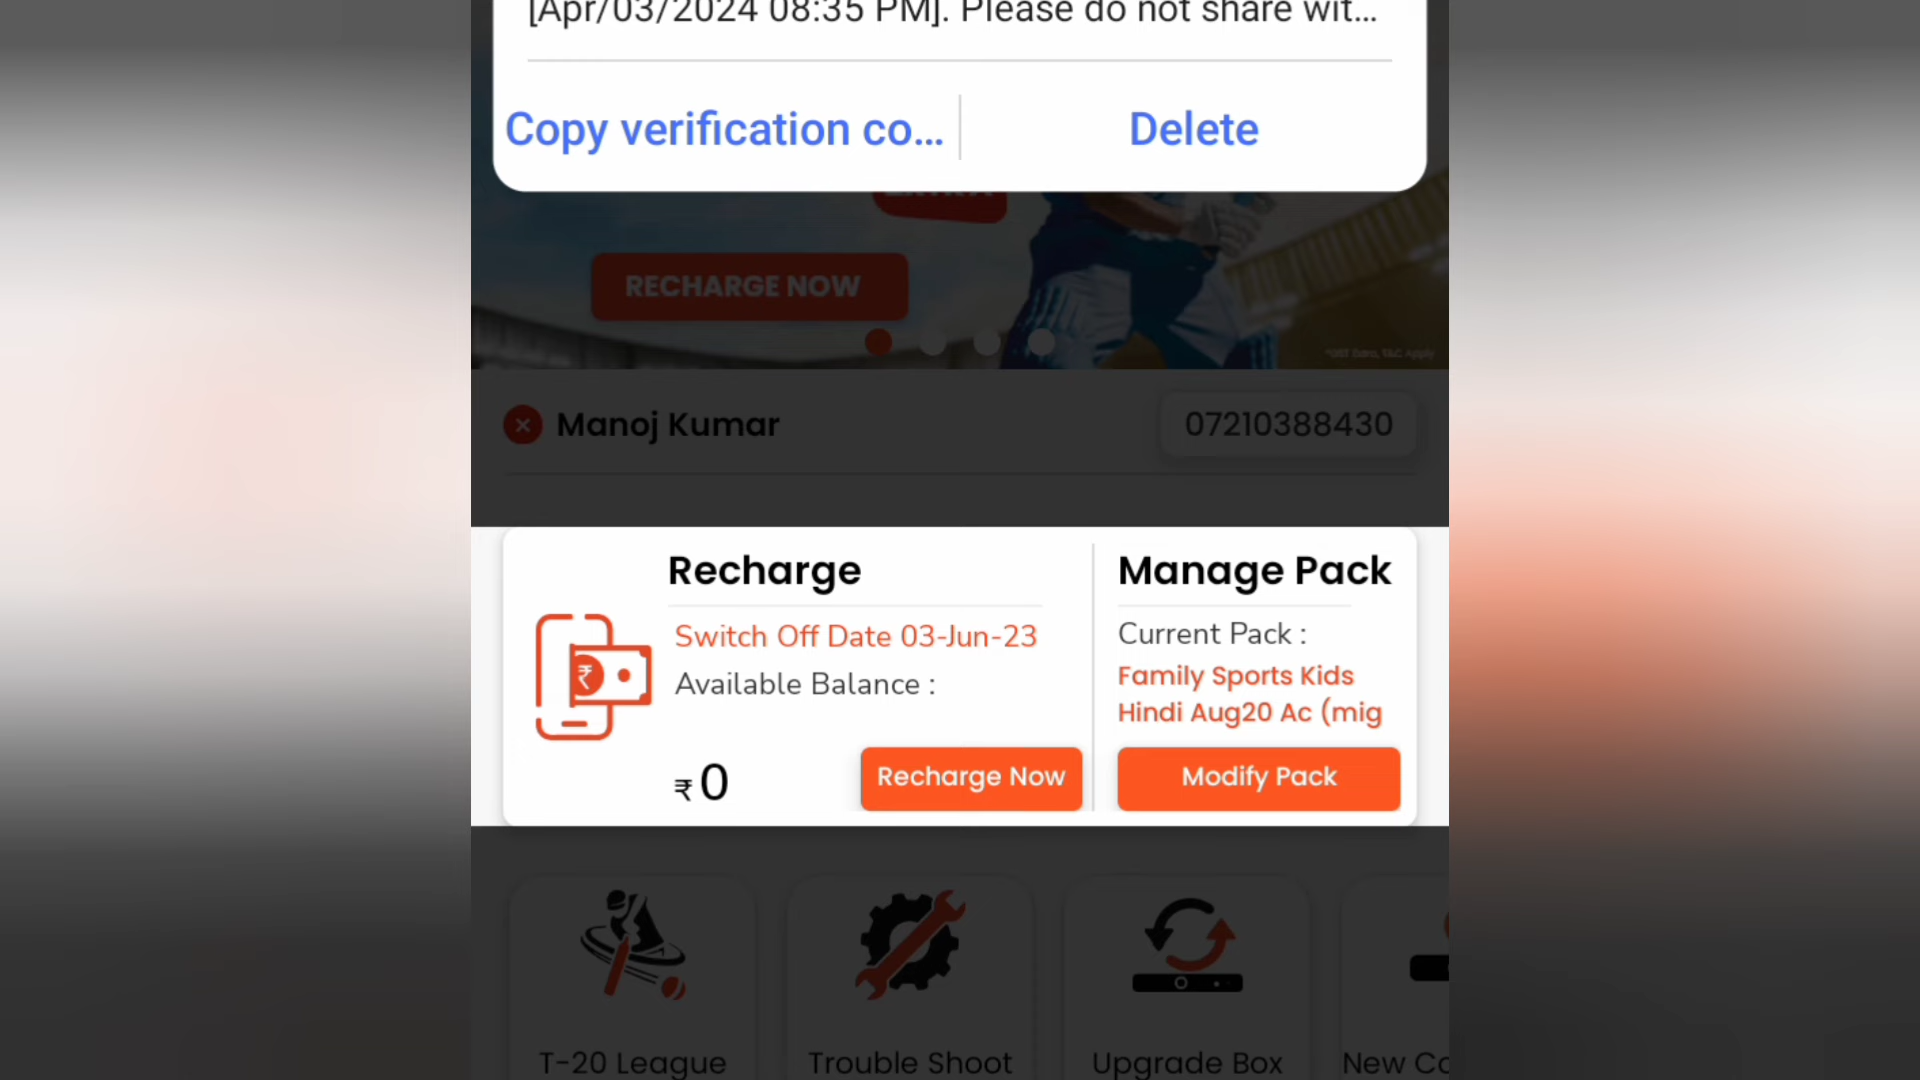 [Apr/03/2024 08:35 PM]. Please do not share wit...
Copy verification co...
Delete
RECHARGE NOW
Manoj Kumar
07210388430
Recharge
Switch Off Date 03-Jun-23
Available Balance :
₹ 0
Recharge Now
Manage Pack
Current Pack :
Family Sports Kids
Hindi Aug20 Ac (mig
Modify Pack
T-20 League
Trouble Shoot
Upgrade Box
New Co